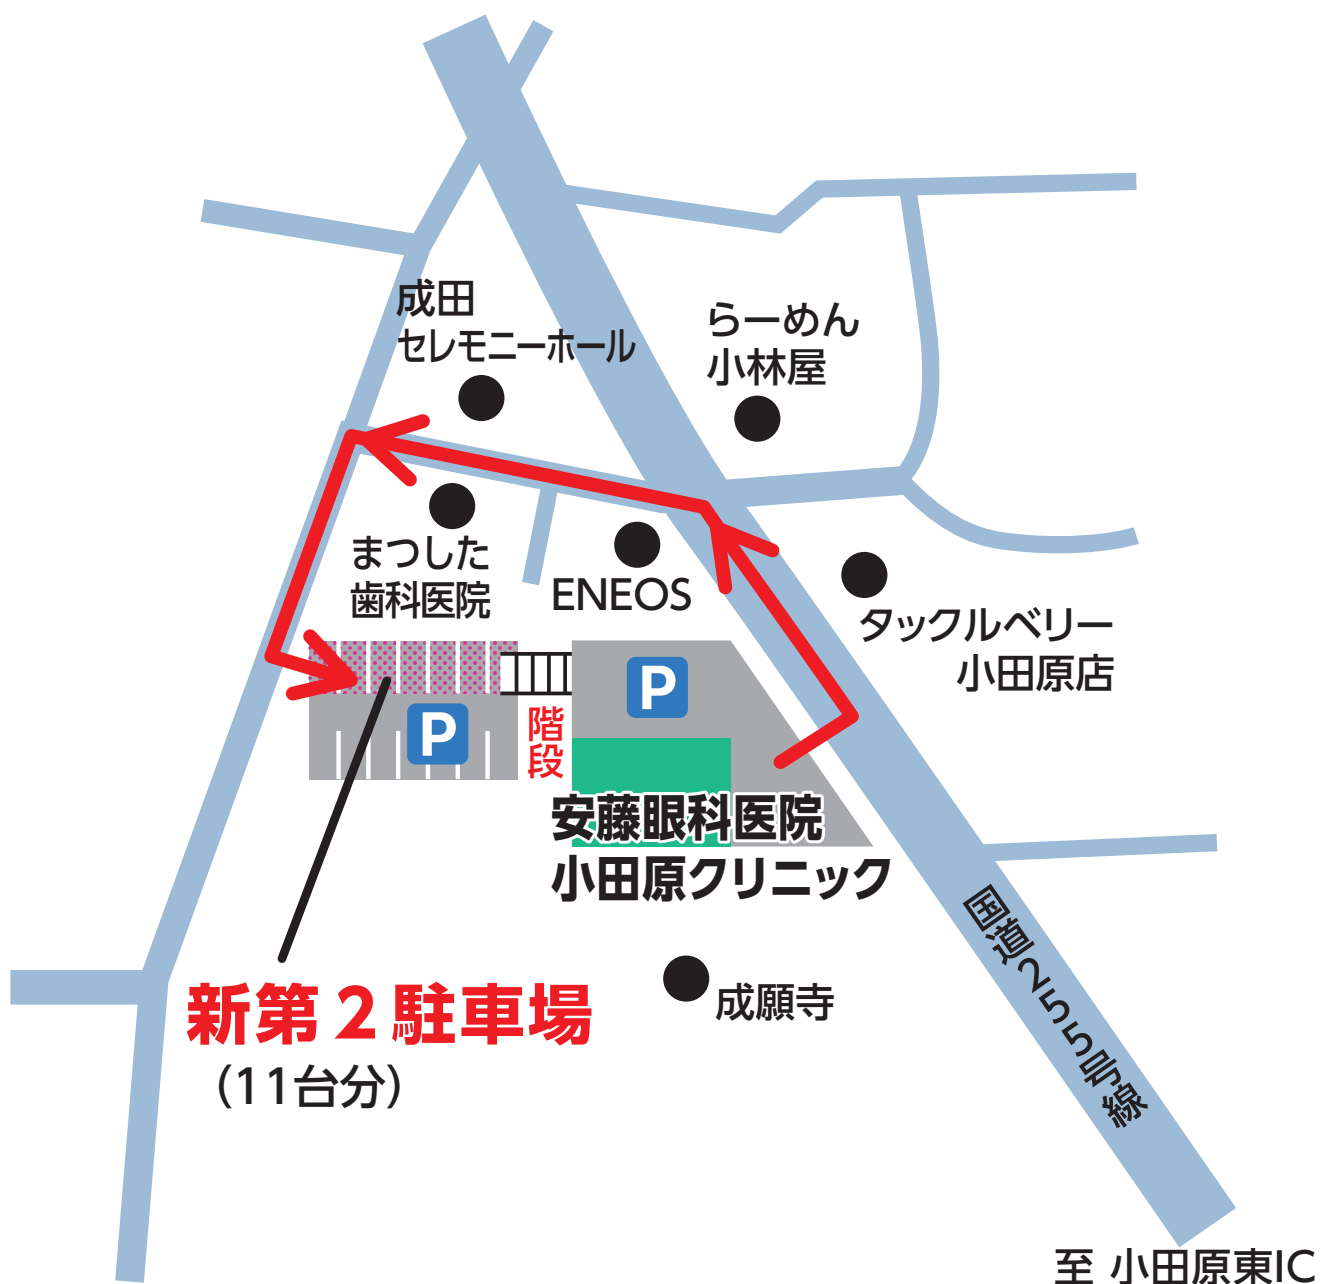 成田
セレモニーホール
らーめん
小林屋
まつした
歯科医院
ENEOS
タックルベリー
小田原店
P
P
階段
安藤眼科医院
小田原クリニック
国道255号線
成願寺
新第2駐車場
(11台分)
至 小田原東IC